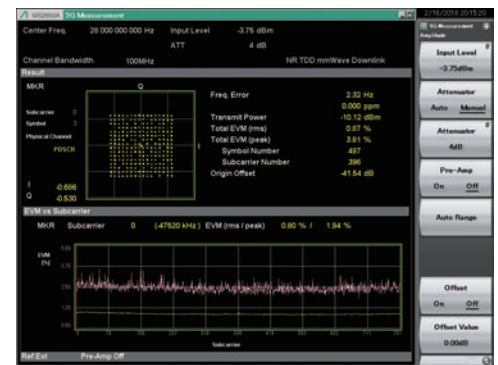 MS2850A 5G Measurement
2/16/2018 20:15:20
Center Freq. 28 000 000 000 Hz Input Level -3.75 dBm
ATT 4 dB
Channel Bandwidth 100MHz NR TDD mmWave Downlink
Result
MKR
Q
Subcarrier 0
Symbol 3
Physical Channel
PDSCH
I
I -0.686
Q -0.530
Freq. Error 2.32 Hz
0.000 ppm
Transmit Power -10.12 dBm
Total EVM (rms) 0.87 %
Total EVM (peak) 3.81 %
Symbol Number 497
Subcarrier Number 396
Origin Offset -41.54 dB
EVM vs Subcarrier
MKR Subcarrier 0 (-47520 kHz) EVM (rms / peak) 0.80 % / 1.94 %
EVM
[%]
Subcarrier
Ref.Ext Pre-Amp Off
5G Measurement
Amplitude
Input Level
-3.75dBm
Attenuator
Auto Manual
Attenuator
4dB
Pre-Amp
On Off
Auto Range
Offset
On Off
Offset Value
0.00dB